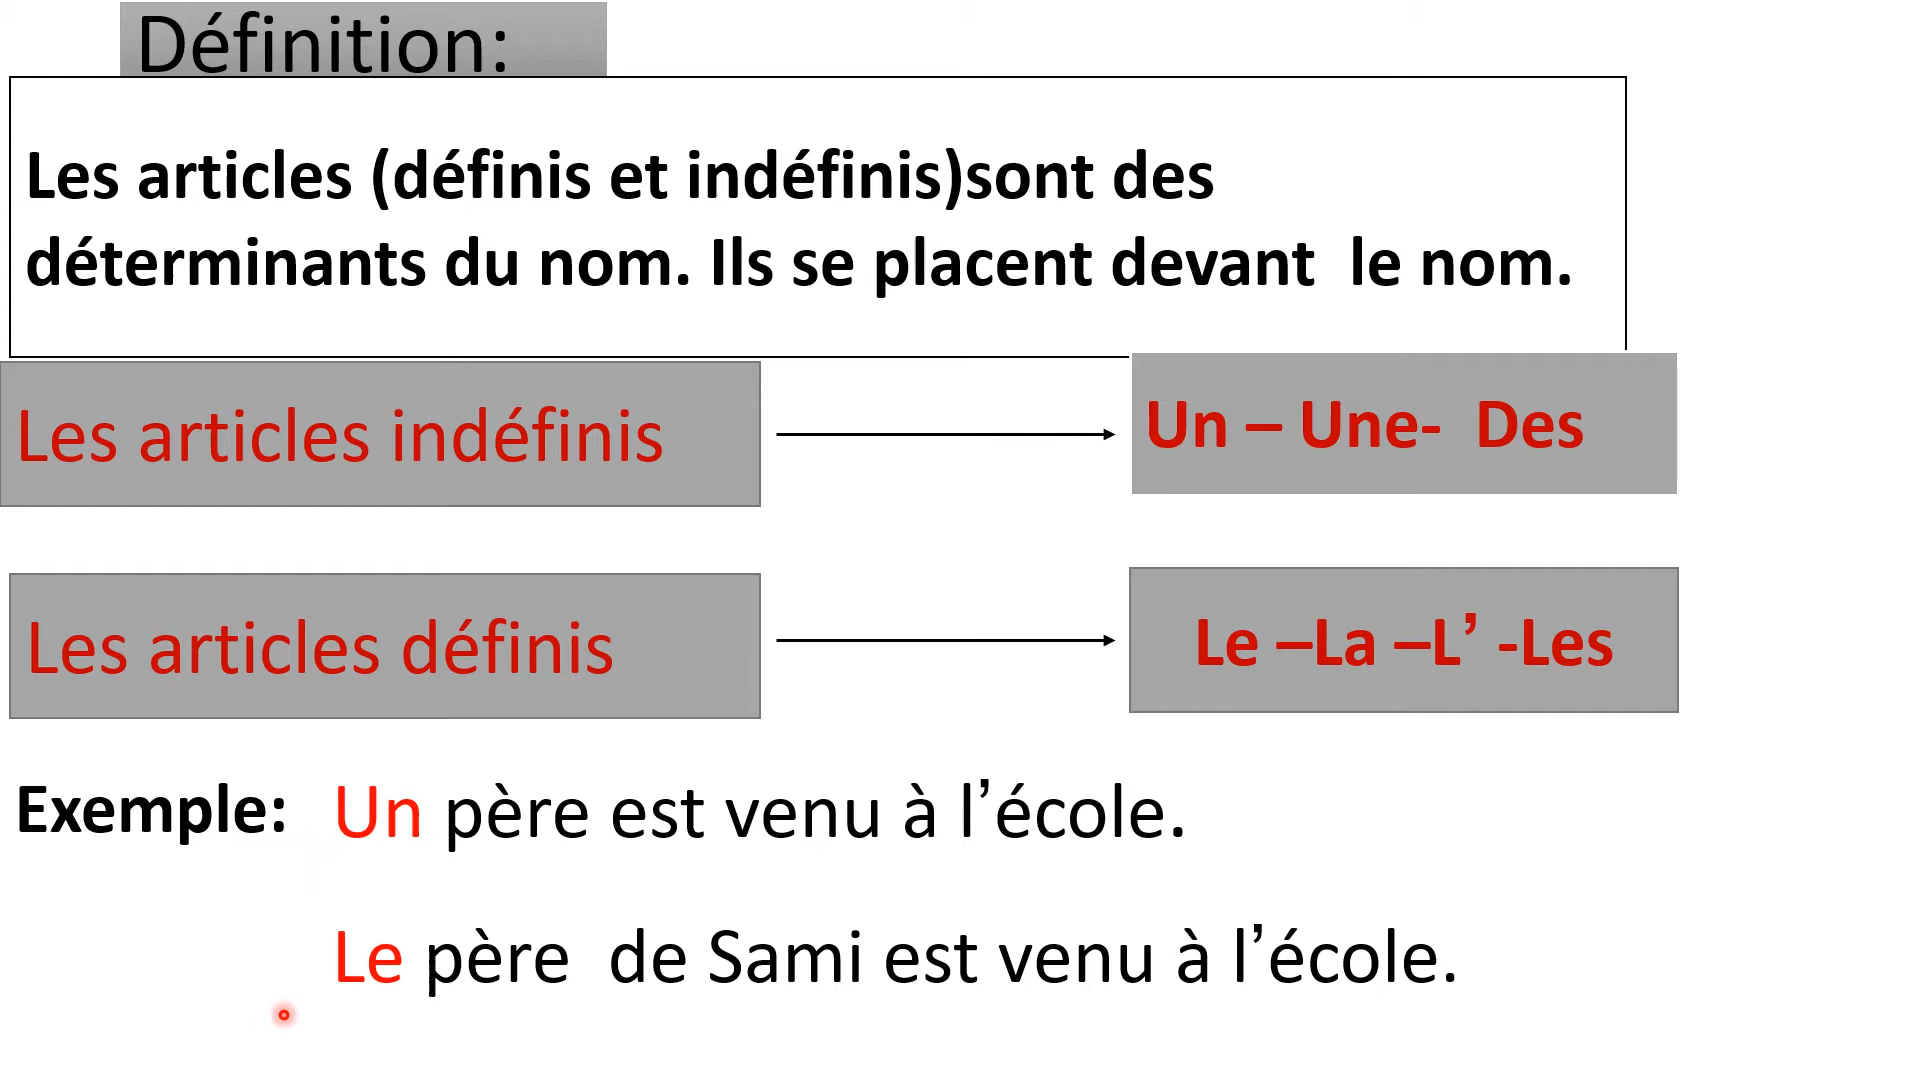 Définition:
Les articles (définis et indéfinis)sont des
déterminants du nom. Ils se placent devant  le nom.
Les articles indéfinis
Un – Une-  Des
Les articles définis
Le –La –L’ -Les
Exemple: Un père est venu à l’école.
Le père  de Sami est venu à l’école.